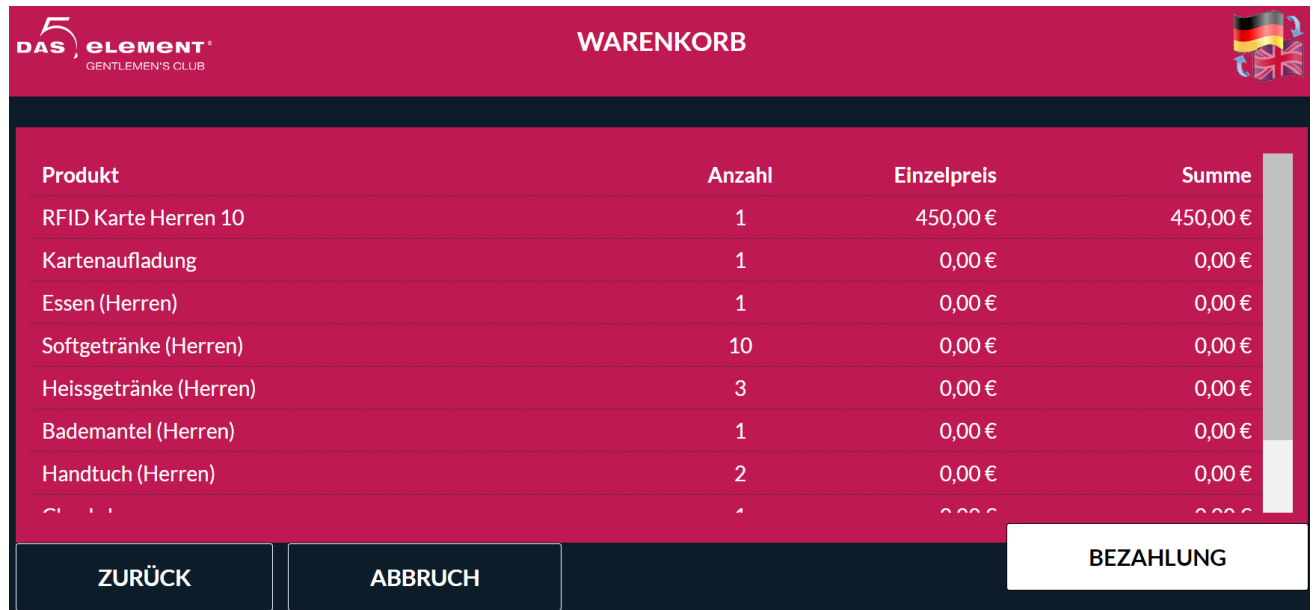 5
DAS eLement®
GENTLEMEN'S CLUB
WARENKORB
Produkt Anzahl Einzelpreis Summe
RFID Karte Herren 10 1 450,00 € 450,00 €
Kartenaufladung 1 0,00 € 0,00 €
Essen (Herren) 1 0,00 € 0,00 €
Softgetränke (Herren) 10 0,00 € 0,00 €
Heissgetränke (Herren) 3 0,00 € 0,00 €
Bademantel (Herren) 1 0,00 € 0,00 €
Handtuch (Herren) 2 0,00 € 0,00 €
ZURÜCK ABBRUCH BEZAHLUNG